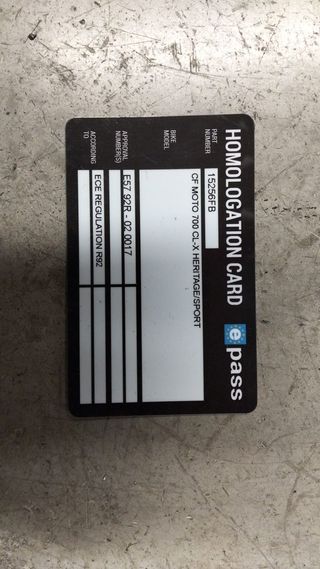 HOMOLOGATION CARD e pass
PART NUMBER
15256FB
BIKE MODEL
CF MOTO 700 CL-X HERITAGE/SPORT
APPROVAL NUMBER(S)
E57 92R - 02.0017
ACCORDING TO
ECE REGULATION R92